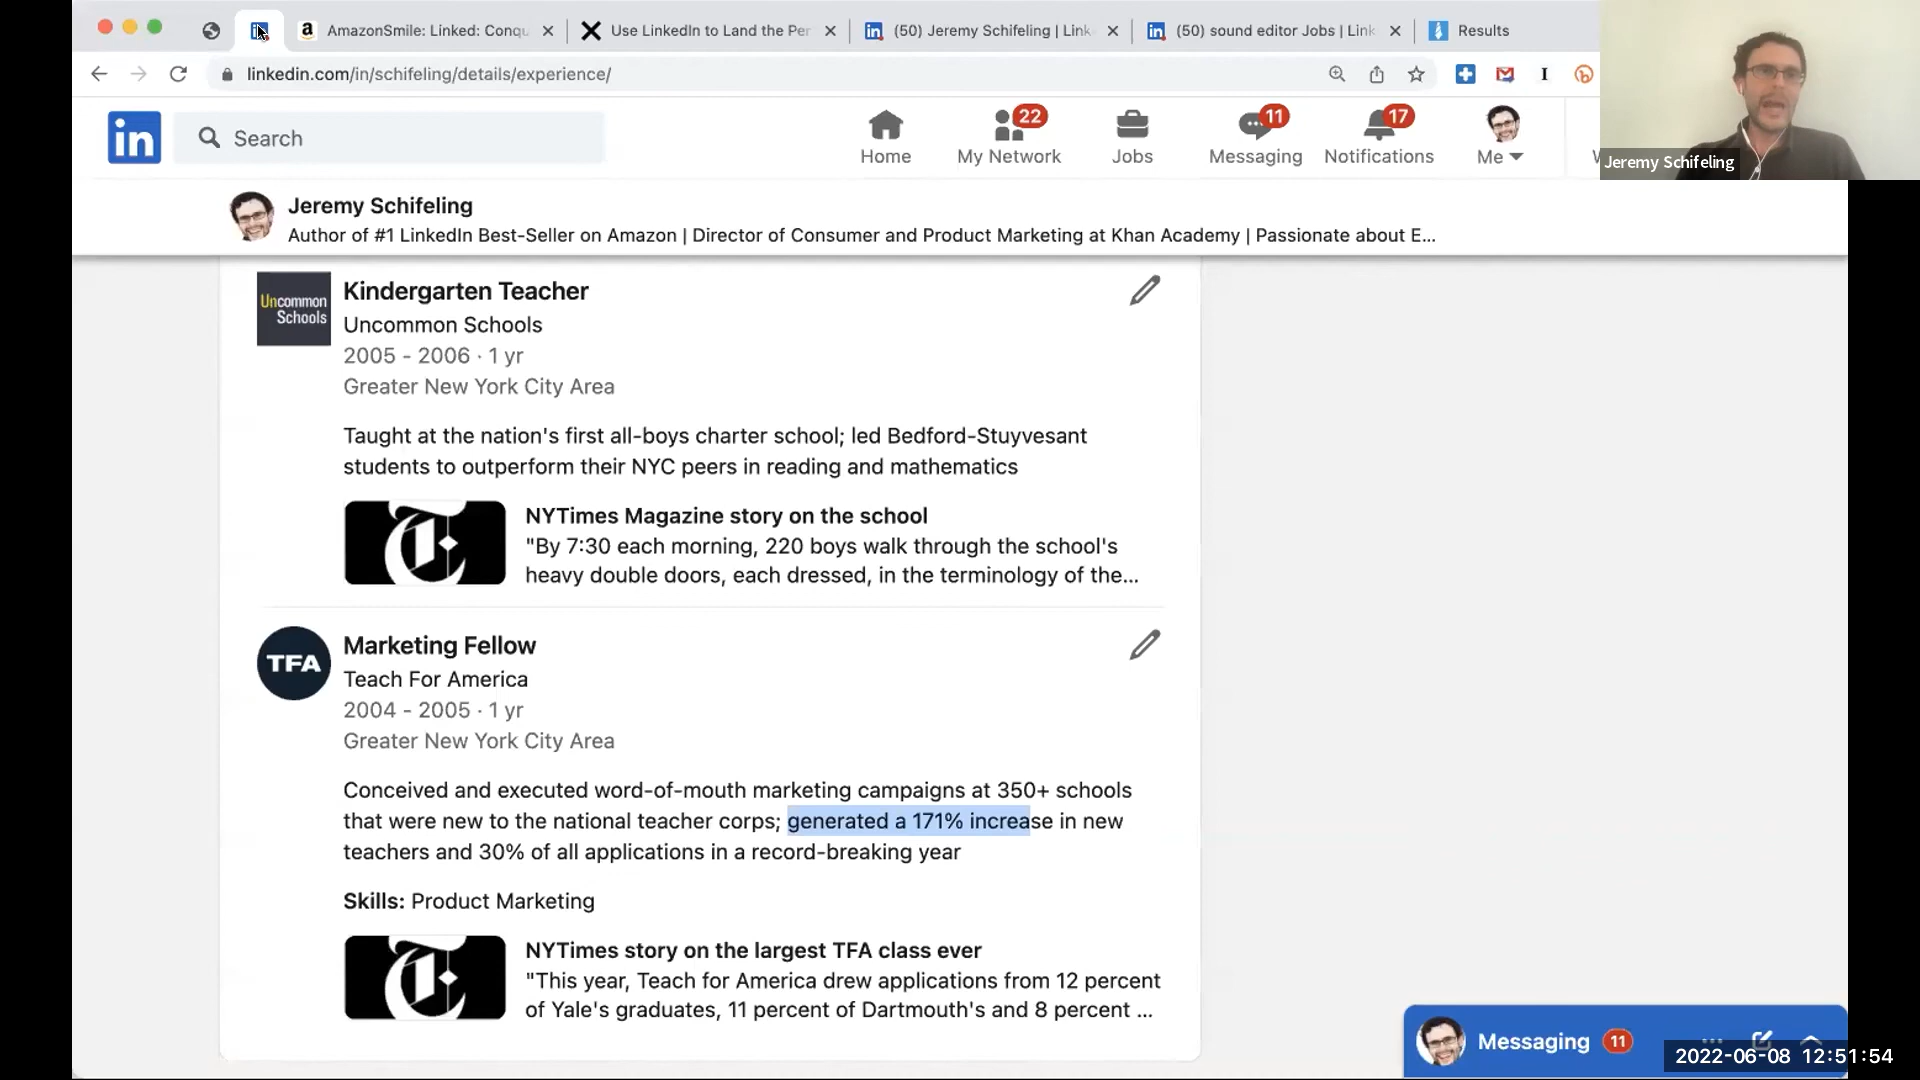 AmazonSmile: Linked: Conqu
Use LinkedIn to Land the Per
(50) Jeremy Schifeling | Link
(50) sound editor Jobs | Link
Results
linkedin.com/in/schifeling/details/experience/
in
Search
22
11
17
Home
My Network
Jobs
Messaging
Notifications
Me
Jeremy Schifeling
Jeremy Schifeling
Author of #1 LinkedIn Best-Seller on Amazon | Director of Consumer and Product Marketing at Khan Academy | Passionate about E...
Uncommon
Schools
Kindergarten Teacher
Uncommon Schools
2005 - 2006 · 1 yr
Greater New York City Area
Taught at the nation's first all-boys charter school; led Bedford-Stuyvesant
students to outperform their NYC peers in reading and mathematics
NYTimes Magazine story on the school
"By 7:30 each morning, 220 boys walk through the school's
heavy double doors, each dressed, in the terminology of the...
TFA
Marketing Fellow
Teach For America
2004 - 2005 · 1 yr
Greater New York City Area
Conceived and executed word-of-mouth marketing campaigns at 350+ schools
that were new to the national teacher corps; generated a 171% increase in new
teachers and 30% of all applications in a record-breaking year
Skills: Product Marketing
NYTimes story on the largest TFA class ever
"This year, Teach for America drew applications from 12 percent
of Yale's graduates, 11 percent of Dartmouth's and 8 percent ...
Messaging 11
2022-06-08 12:51:54